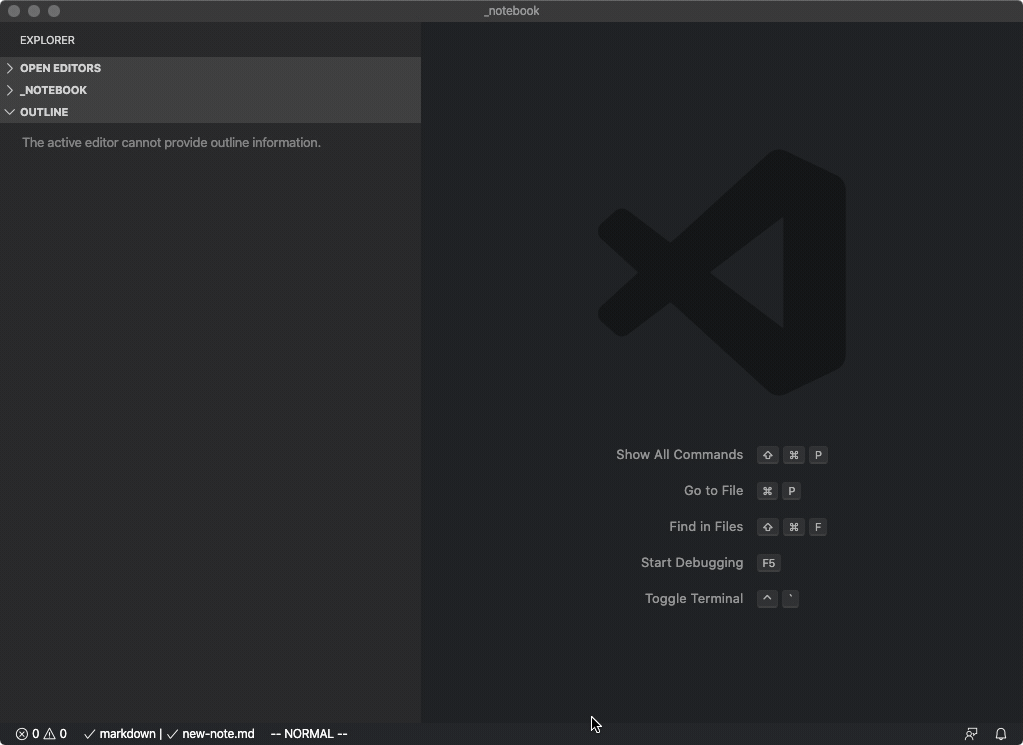 _notebook
EXPLORER
OPEN EDITORS
_NOTEBOOK
OUTLINE
The active editor cannot provide outline information.
Show All Commands ⇧ ⌘ P
Go to File ⌘ P
Find in Files ⇧ ⌘ F
Start Debugging F5
Toggle Terminal ^ `
0 0 ✓ markdown | ✓ new-note.md -- NORMAL --